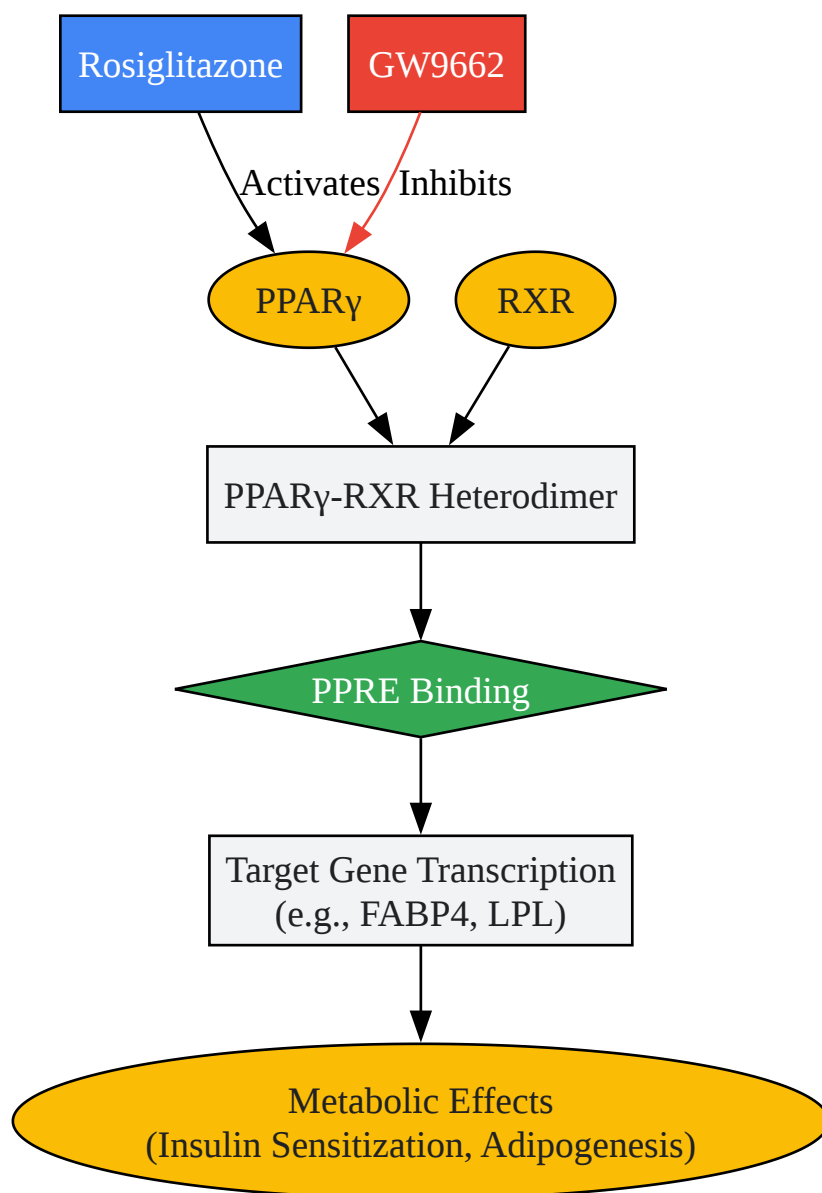 Rosiglitazone
GW9662
Activates
Inhibits
PPARγ
RXR
PPARγ-RXR Heterodimer
PPRE Binding
Target Gene Transcription
(e.g., FABP4, LPL)
Metabolic Effects
(Insulin Sensitization, Adipogenesis)